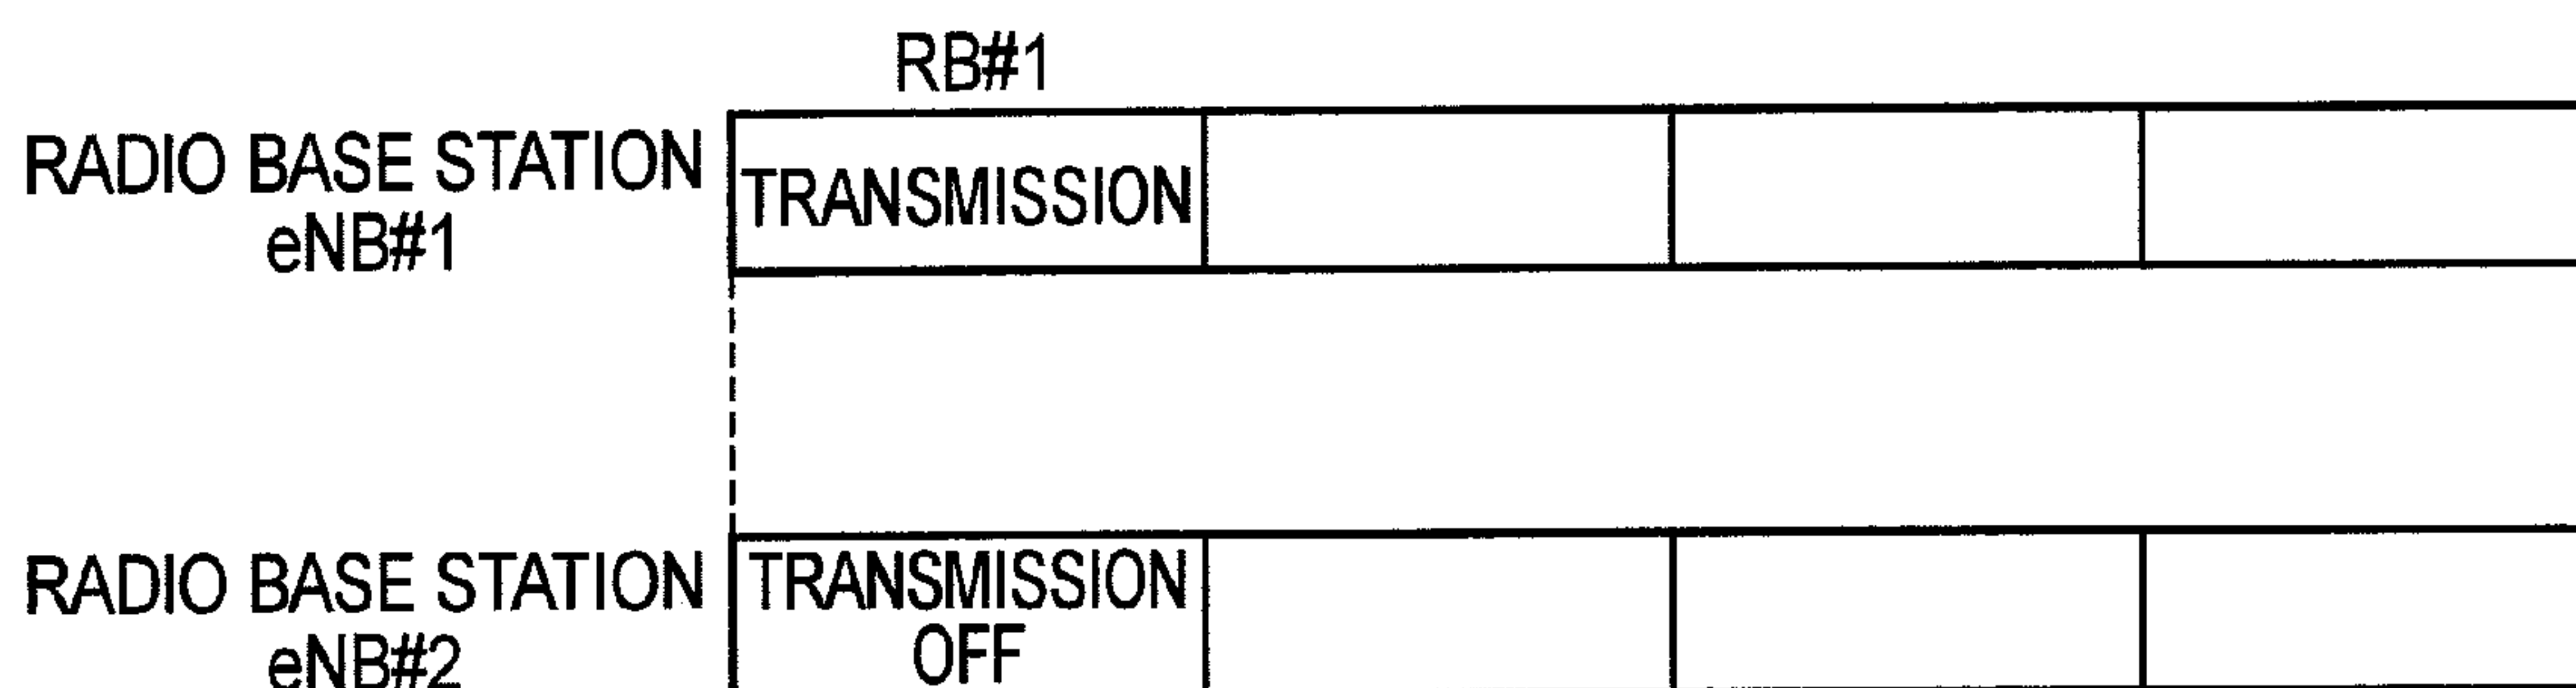 RB#1
RADIO BASE STATION
eNB#1
TRANSMISSION
RADIO BASE STATION
eNB#2
TRANSMISSION
OFF